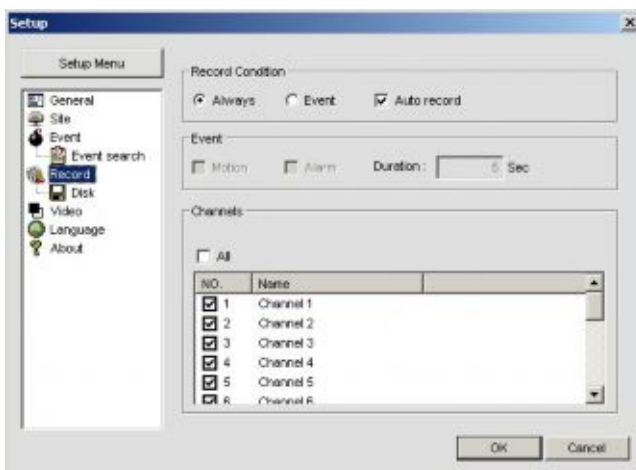 Setup
Setup Menu
General
Site
Event
Event search
Record
Disk
Video
Language
About
Record Condition
Always Event Auto record
Event
Motion Alarm Duration : 5 Sec
Channels
All
NO. Name
1 Channel 1
2 Channel 2
3 Channel 3
4 Channel 4
5 Channel 5
6 Channel 6
OK Cancel